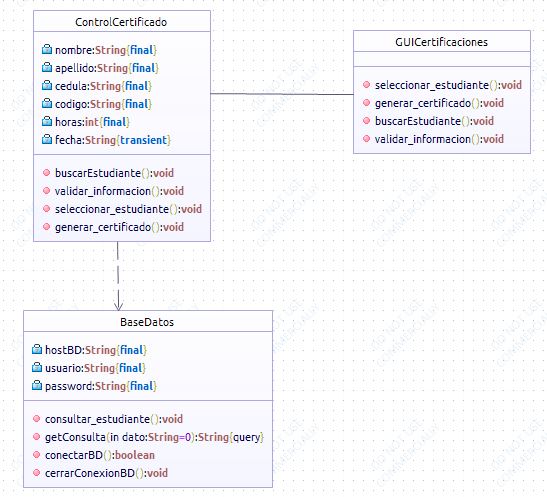 ControlCertificado
nombre:String{final}
apellido:String{final}
cedula:String{final}
codigo:String{final}
horas:int{final}
fecha:String{transient}
buscarEstudiante():void
validar_informacion():void
seleccionar_estudiante():void
generar_certificado():void
GUICertificaciones
seleccionar_estudiante():void
generar_certificado():void
buscarEstudiante():void
validar_informacion():void
BaseDatos
hostBD:String{final}
usuario:String{final}
password:String{final}
consultar_estudiante():void
getConsulta(in dato:String=0):String{query}
conectarBD():boolean
cerrarConexionBD():void